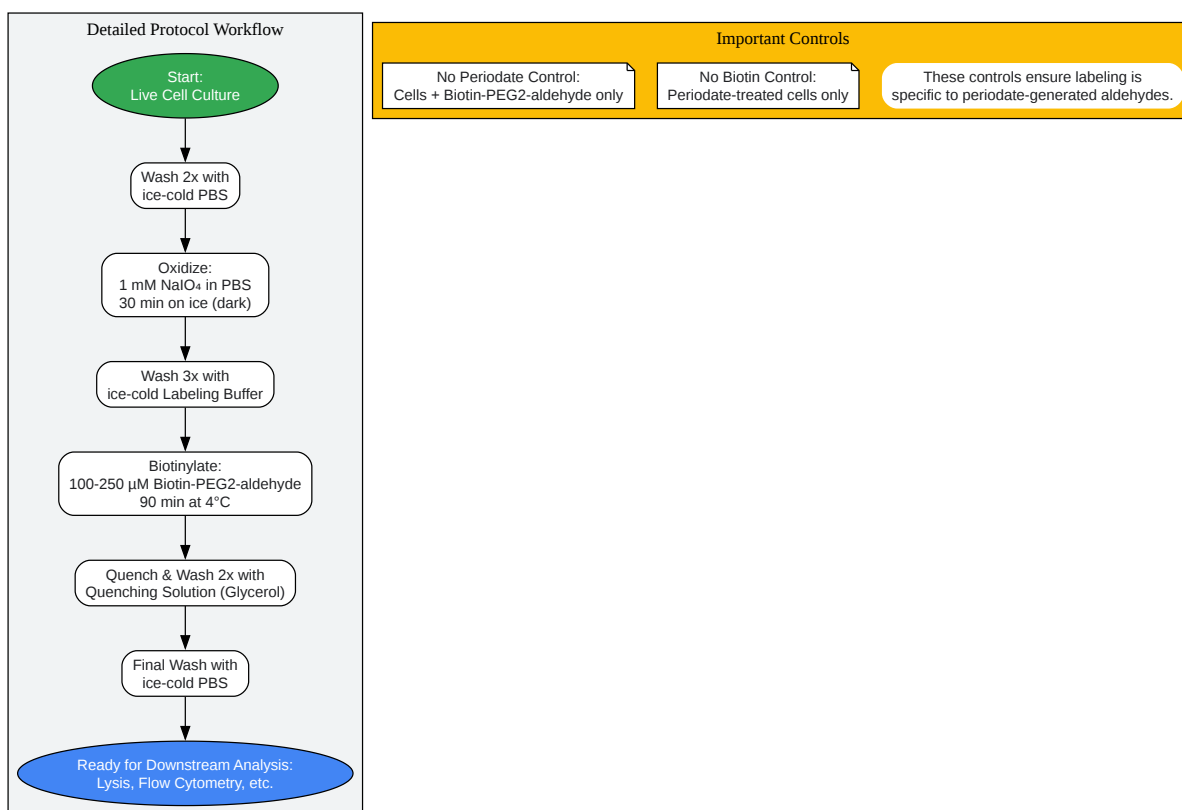 Detailed Protocol Workflow
Start:
Live Cell Culture
Wash 2x with
ice-cold PBS
Oxidize:
1 mM NaIO₄ in PBS
30 min on ice (dark)
Wash 3x with
ice-cold Labeling Buffer
Biotinylate:
100-250 µM Biotin-PEG2-aldehyde
90 min at 4°C
Quench & Wash 2x with
Quenching Solution (Glycerol)
Final Wash with
ice-cold PBS
Ready for Downstream Analysis:
Lysis, Flow Cytometry, etc.
Important Controls
No Periodate Control:
Cells + Biotin-PEG2-aldehyde only
No Biotin Control:
Periodate-treated cells only
These controls ensure labeling is
specific to periodate-generated aldehydes.